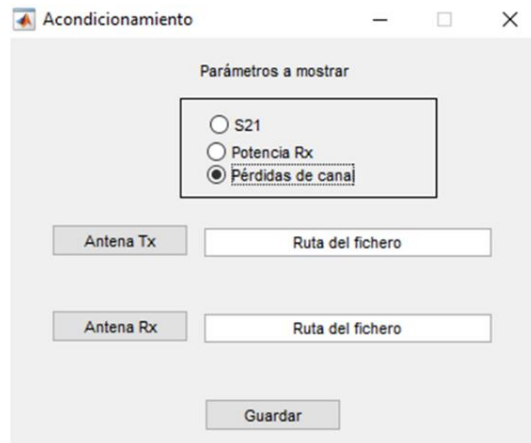 Acondicionamiento
Parámetros a mostrar
S21
Potencia Rx
Pérdidas de canal
Antena Tx Ruta del fichero
Antena Rx Ruta del fichero
Guardar